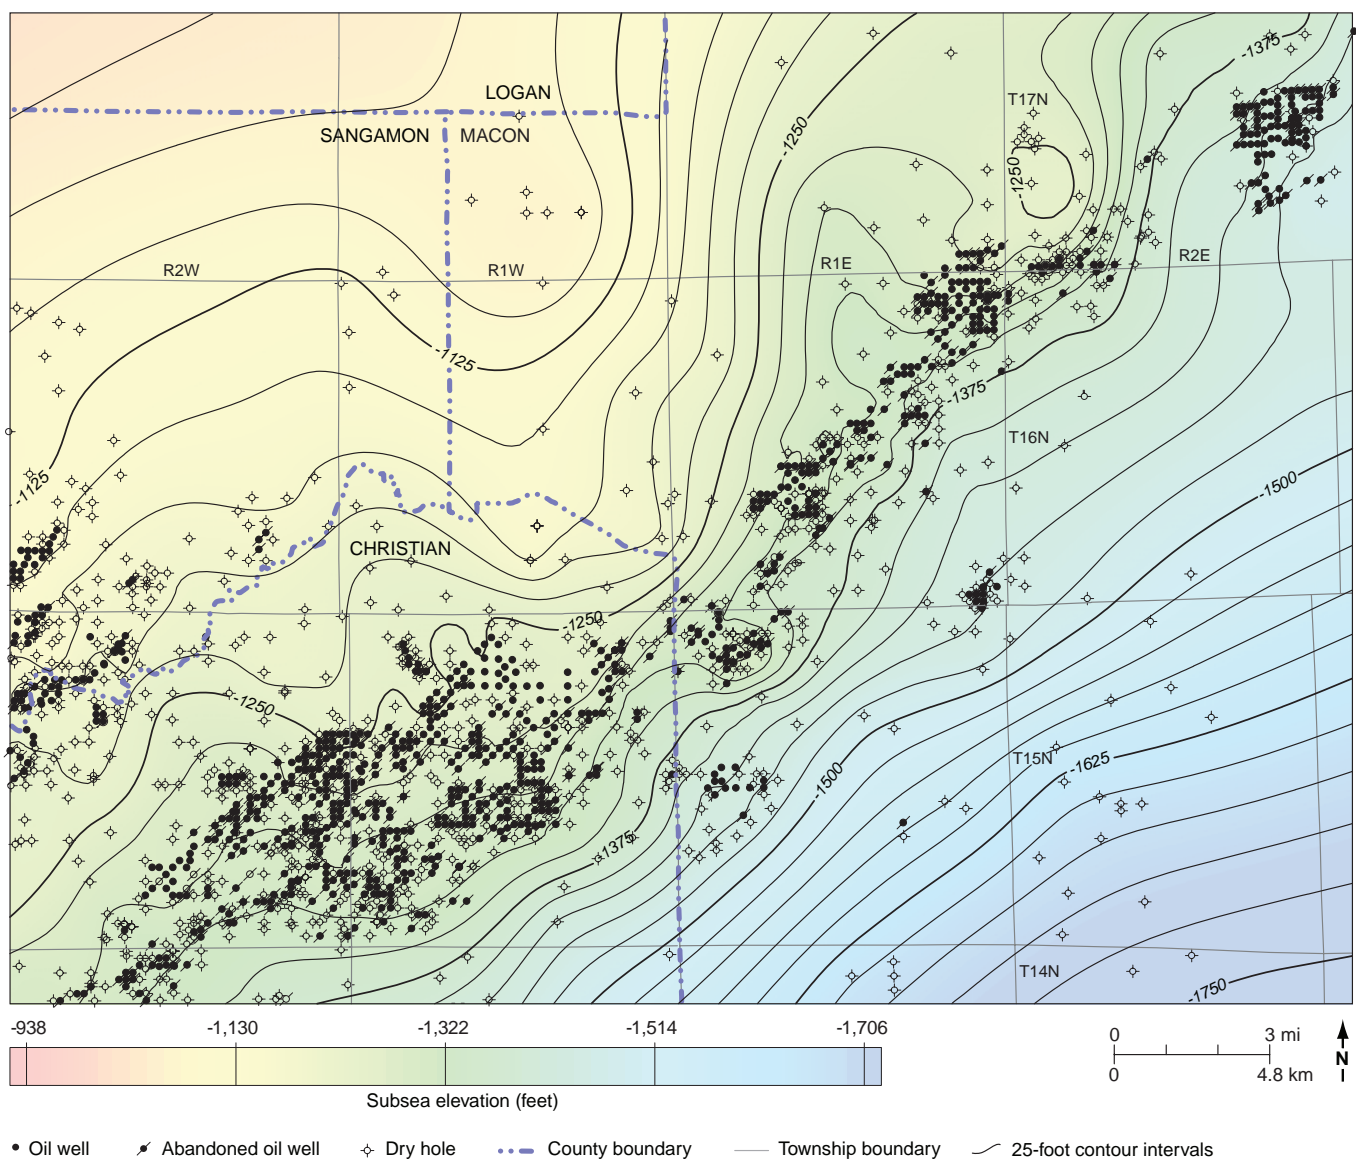 -1375
LOGAN
T17N
SANGAMON
MACON
-1250
-1250
R2W
R1W
R1E
R2E
-1125
-1375
T16N
-1125
-1500
CHRISTIAN
-1250
-1250
T15N
-1625
-1500
-1375
T14N
-1750
-938
-1,130
-1,322
-1,514
-1,706
Subsea elevation (feet)
0
3 mi
0
4.8 km
N
Oil well
Abandoned oil well
Dry hole
County boundary
Township boundary
25-foot contour intervals